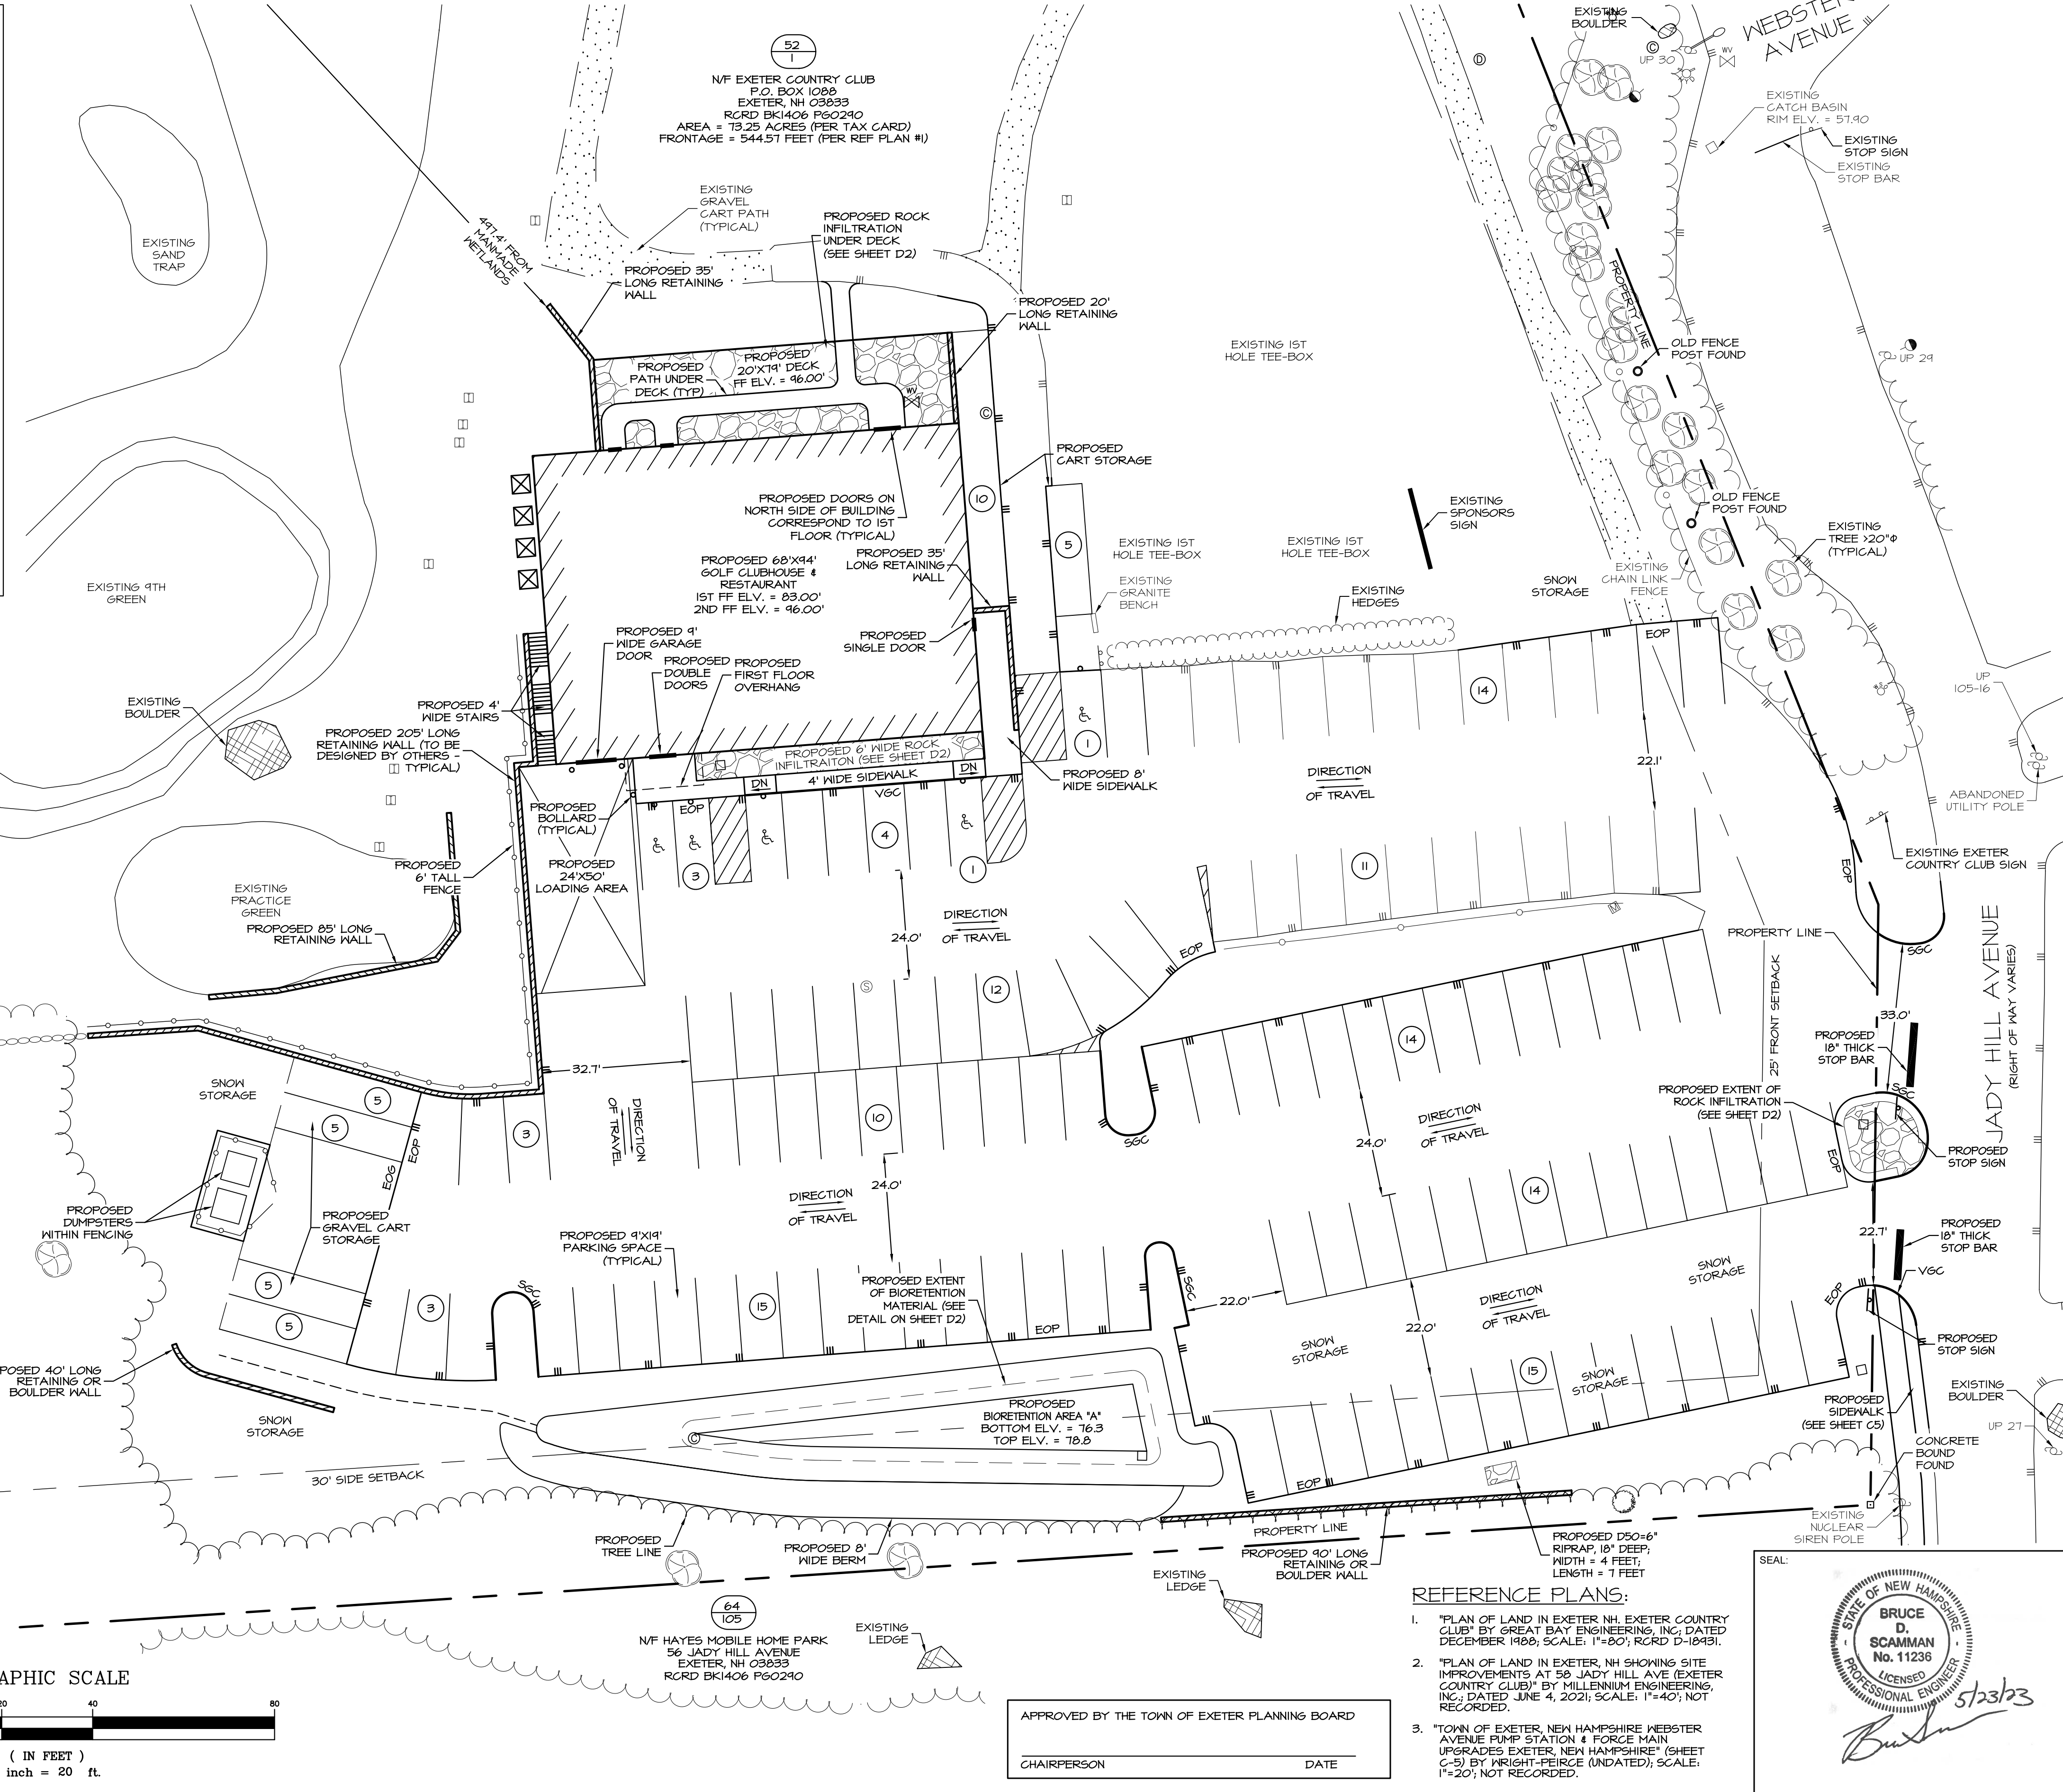 52
1
N/F EXETER COUNTRY CLUB
P.O. BOX 1088
EXETER, NH 03833
RCRD BK1406 PG0290
AREA = 73.25 ACRES (PER TAX CARD)
FRONTAGE = 544.57 FEET (PER REF PLAN #1)
EXISTING
BOULDER
WEBSTER
AVENUE
UP 30
WV
EXISTING
CATCH BASIN
RIM ELV. = 57.90
EXISTING
STOP SIGN
EXISTING
STOP BAR
EXISTING
SAND
TRAP
497.4' FROM
MANMADE
WETLANDS
EXISTING
GRAVEL
CART PATH
(TYPICAL)
PROPOSED ROCK
INFILTRATION
UNDER DECK
(SEE SHEET D2)
PROPOSED 35'
LONG RETAINING
WALL
PROPOSED 20'
LONG RETAINING
WALL
PROPERTY LINE
EXISTING 1ST
HOLE TEE-BOX
OLD FENCE
POST FOUND
UP 29
PROPOSED
PATH UNDER
DECK (TYP)
PROPOSED
20'X79' DECK
FF ELV. = 96.00'
WV
C
D
C
PROPOSED
CART STORAGE
10
5
PROPOSED DOORS ON
NORTH SIDE OF BUILDING
CORRESPOND TO 1ST
FLOOR (TYPICAL)
EXISTING
SPONSORS
SIGN
OLD FENCE
POST FOUND
EXISTING
TREE >20"Φ
(TYPICAL)
EXISTING 9TH
GREEN
PROPOSED 68'X94'
GOLF CLUBHOUSE &
RESTAURANT
1ST FF ELV. = 83.00'
2ND FF ELV. = 96.00'
PROPOSED 35'
LONG RETAINING
WALL
EXISTING 1ST
HOLE TEE-BOX
EXISTING 1ST
HOLE TEE-BOX
EXISTING
GRANITE
BENCH
EXISTING
HEDGES
SNOW
STORAGE
EXISTING
CHAIN LINK
FENCE
EOP
PROPOSED 9'
WIDE GARAGE
DOOR
PROPOSED
DOUBLE
DOORS
PROPOSED
FIRST FLOOR
OVERHANG
PROPOSED
SINGLE DOOR
EXISTING
BOULDER
PROPOSED 4'
WIDE STAIRS
PROPOSED 205' LONG
RETAINING WALL (TO BE
DESIGNED BY OTHERS -
TYPICAL)
14
1
UP
105-16
PROPOSED 6' WIDE ROCK
INFILTRAITON (SEE SHEET D2)
DN
4' WIDE SIDEWALK
DN
VGC
EOP
PROPOSED 8'
WIDE SIDEWALK
DIRECTION
OF TRAVEL
22.1'
ABANDONED
UTILITY POLE
PROPOSED
BOLLARD
(TYPICAL)
PROPOSED
24'X50'
LOADING AREA
3
4
1
11
EXISTING EXETER
COUNTRY CLUB SIGN
EOP
PROPOSED
6' TALL
FENCE
EXISTING
PRACTICE
GREEN
PROPOSED 85' LONG
RETAINING WALL
24.0'
DIRECTION
OF TRAVEL
EOP
PROPERTY LINE
SGC
JADY HILL AVENUE
(RIGHT OF WAY VARIES)
25' FRONT SETBACK
S
12
M
33.0'
PROPOSED
18" THICK
STOP BAR
14
SNOW
STORAGE
32.7'
DIRECTION
OF TRAVEL
5
5
3
10
SGC
DIRECTION
OF TRAVEL
24.0'
PROPOSED EXTENT OF
ROCK INFILTRATION
(SEE SHEET D2)
SGC
EOP
PROPOSED
STOP SIGN
EOP
EOG
24.0'
DIRECTION
OF TRAVEL
14
PROPOSED
DUMPSTERS
WITHIN FENCING
PROPOSED
GRAVEL CART
STORAGE
PROPOSED 9'X19'
PARKING SPACE
(TYPICAL)
PROPOSED EXTENT
OF BIORETENTION
MATERIAL (SEE
DETAIL ON SHEET D2)
SGC
22.0'
SNOW
STORAGE
22.7'
PROPOSED
18" THICK
STOP BAR
VGC
EOP
5
5
3
SGC
15
EOP
DIRECTION
OF TRAVEL
22.0'
SNOW
STORAGE
15
SNOW
STORAGE
PROPOSED
STOP SIGN
POSED 40' LONG
RETAINING OR
BOULDER WALL
SNOW
STORAGE
PROPOSED
BIORETENTION AREA "A"
BOTTOM ELV. = 76.3
TOP ELV. = 78.8
C
PROPOSED
SIDEWALK
(SEE SHEET C5)
EXISTING
BOULDER
UP 27
CONCRETE
BOUND
FOUND
30' SIDE SETBACK
EOP
PROPOSED
TREE LINE
PROPOSED 8'
WIDE BERM
PROPERTY LINE
PROPOSED 90' LONG
RETAINING OR
BOULDER WALL
PROPOSED D50=6"
RIPRAP, 18" DEEP;
WIDTH = 4 FEET;
LENGTH = 7 FEET
EXISTING
NUCLEAR
SIREN POLE
EXISTING
LEDGE
64
105
N/F HAYES MOBILE HOME PARK
56 JADY HILL AVENUE
EXETER, NH 03833
RCRD BK1406 PG0290
EXISTING
LEDGE
APHIC SCALE
20
40
80
( IN FEET )
inch = 20 ft.
APPROVED BY THE TOWN OF EXETER PLANNING BOARD
CHAIRPERSON
DATE
REFERENCE PLANS:
1. "PLAN OF LAND IN EXETER NH. EXETER COUNTRY
CLUB" BY GREAT BAY ENGINEERING, INC; DATED
DECEMBER 1988; SCALE: 1"=80'; RCRD D-18931.
2. "PLAN OF LAND IN EXETER, NH SHOWING SITE
IMPROVEMENTS AT 58 JADY HILL AVE (EXETER
COUNTRY CLUB)" BY MILLENNIUM ENGINEERING,
INC.; DATED JUNE 4, 2021; SCALE: 1"=40'; NOT
RECORDED.
3. "TOWN OF EXETER, NEW HAMPSHIRE WEBSTER
AVENUE PUMP STATION & FORCE MAIN
UPGRADES EXETER, NEW HAMPSHIRE" (SHEET
C-5) BY WRIGHT-PEIRCE (UNDATED); SCALE:
1"=20'; NOT RECORDED.
SEAL:
STATE OF NEW HAMPSHIRE
BRUCE
D.
SCAMMAN
No. 11236
LICENSED
PROFESSIONAL ENGINEER
5/23/23